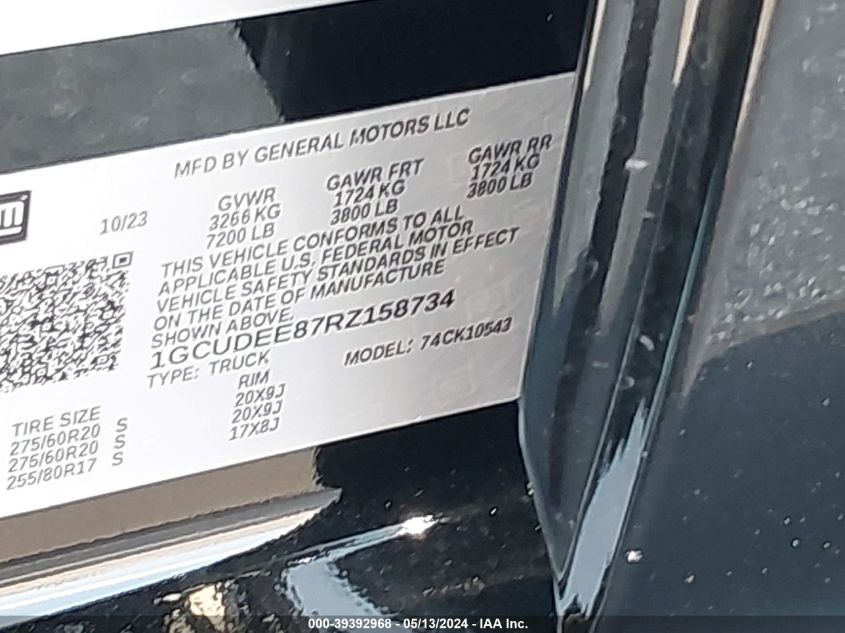 MFD BY GENERAL MOTORS LLC
10/23
GVWR GAWR FRT GAWR RR
3266 KG 1724 KG 1724 KG
7200 LB 3800 LB 3800 LB
THIS VEHICLE CONFORMS TO ALL
APPLICABLE U.S. FEDERAL MOTOR
VEHICLE SAFETY STANDARDS IN EFFECT
ON THE DATE OF MANUFACTURE
SHOWN ABOVE.
1GCUDEE87RZ158734
TYPE: TRUCK MODEL: 74CK10543
TIRE SIZE RIM
275/60R20 S 20X9J
275/60R20 S 20X9J
255/80R17 S 17X8J
000-39392968 - 05/13/2024 - IAA Inc.